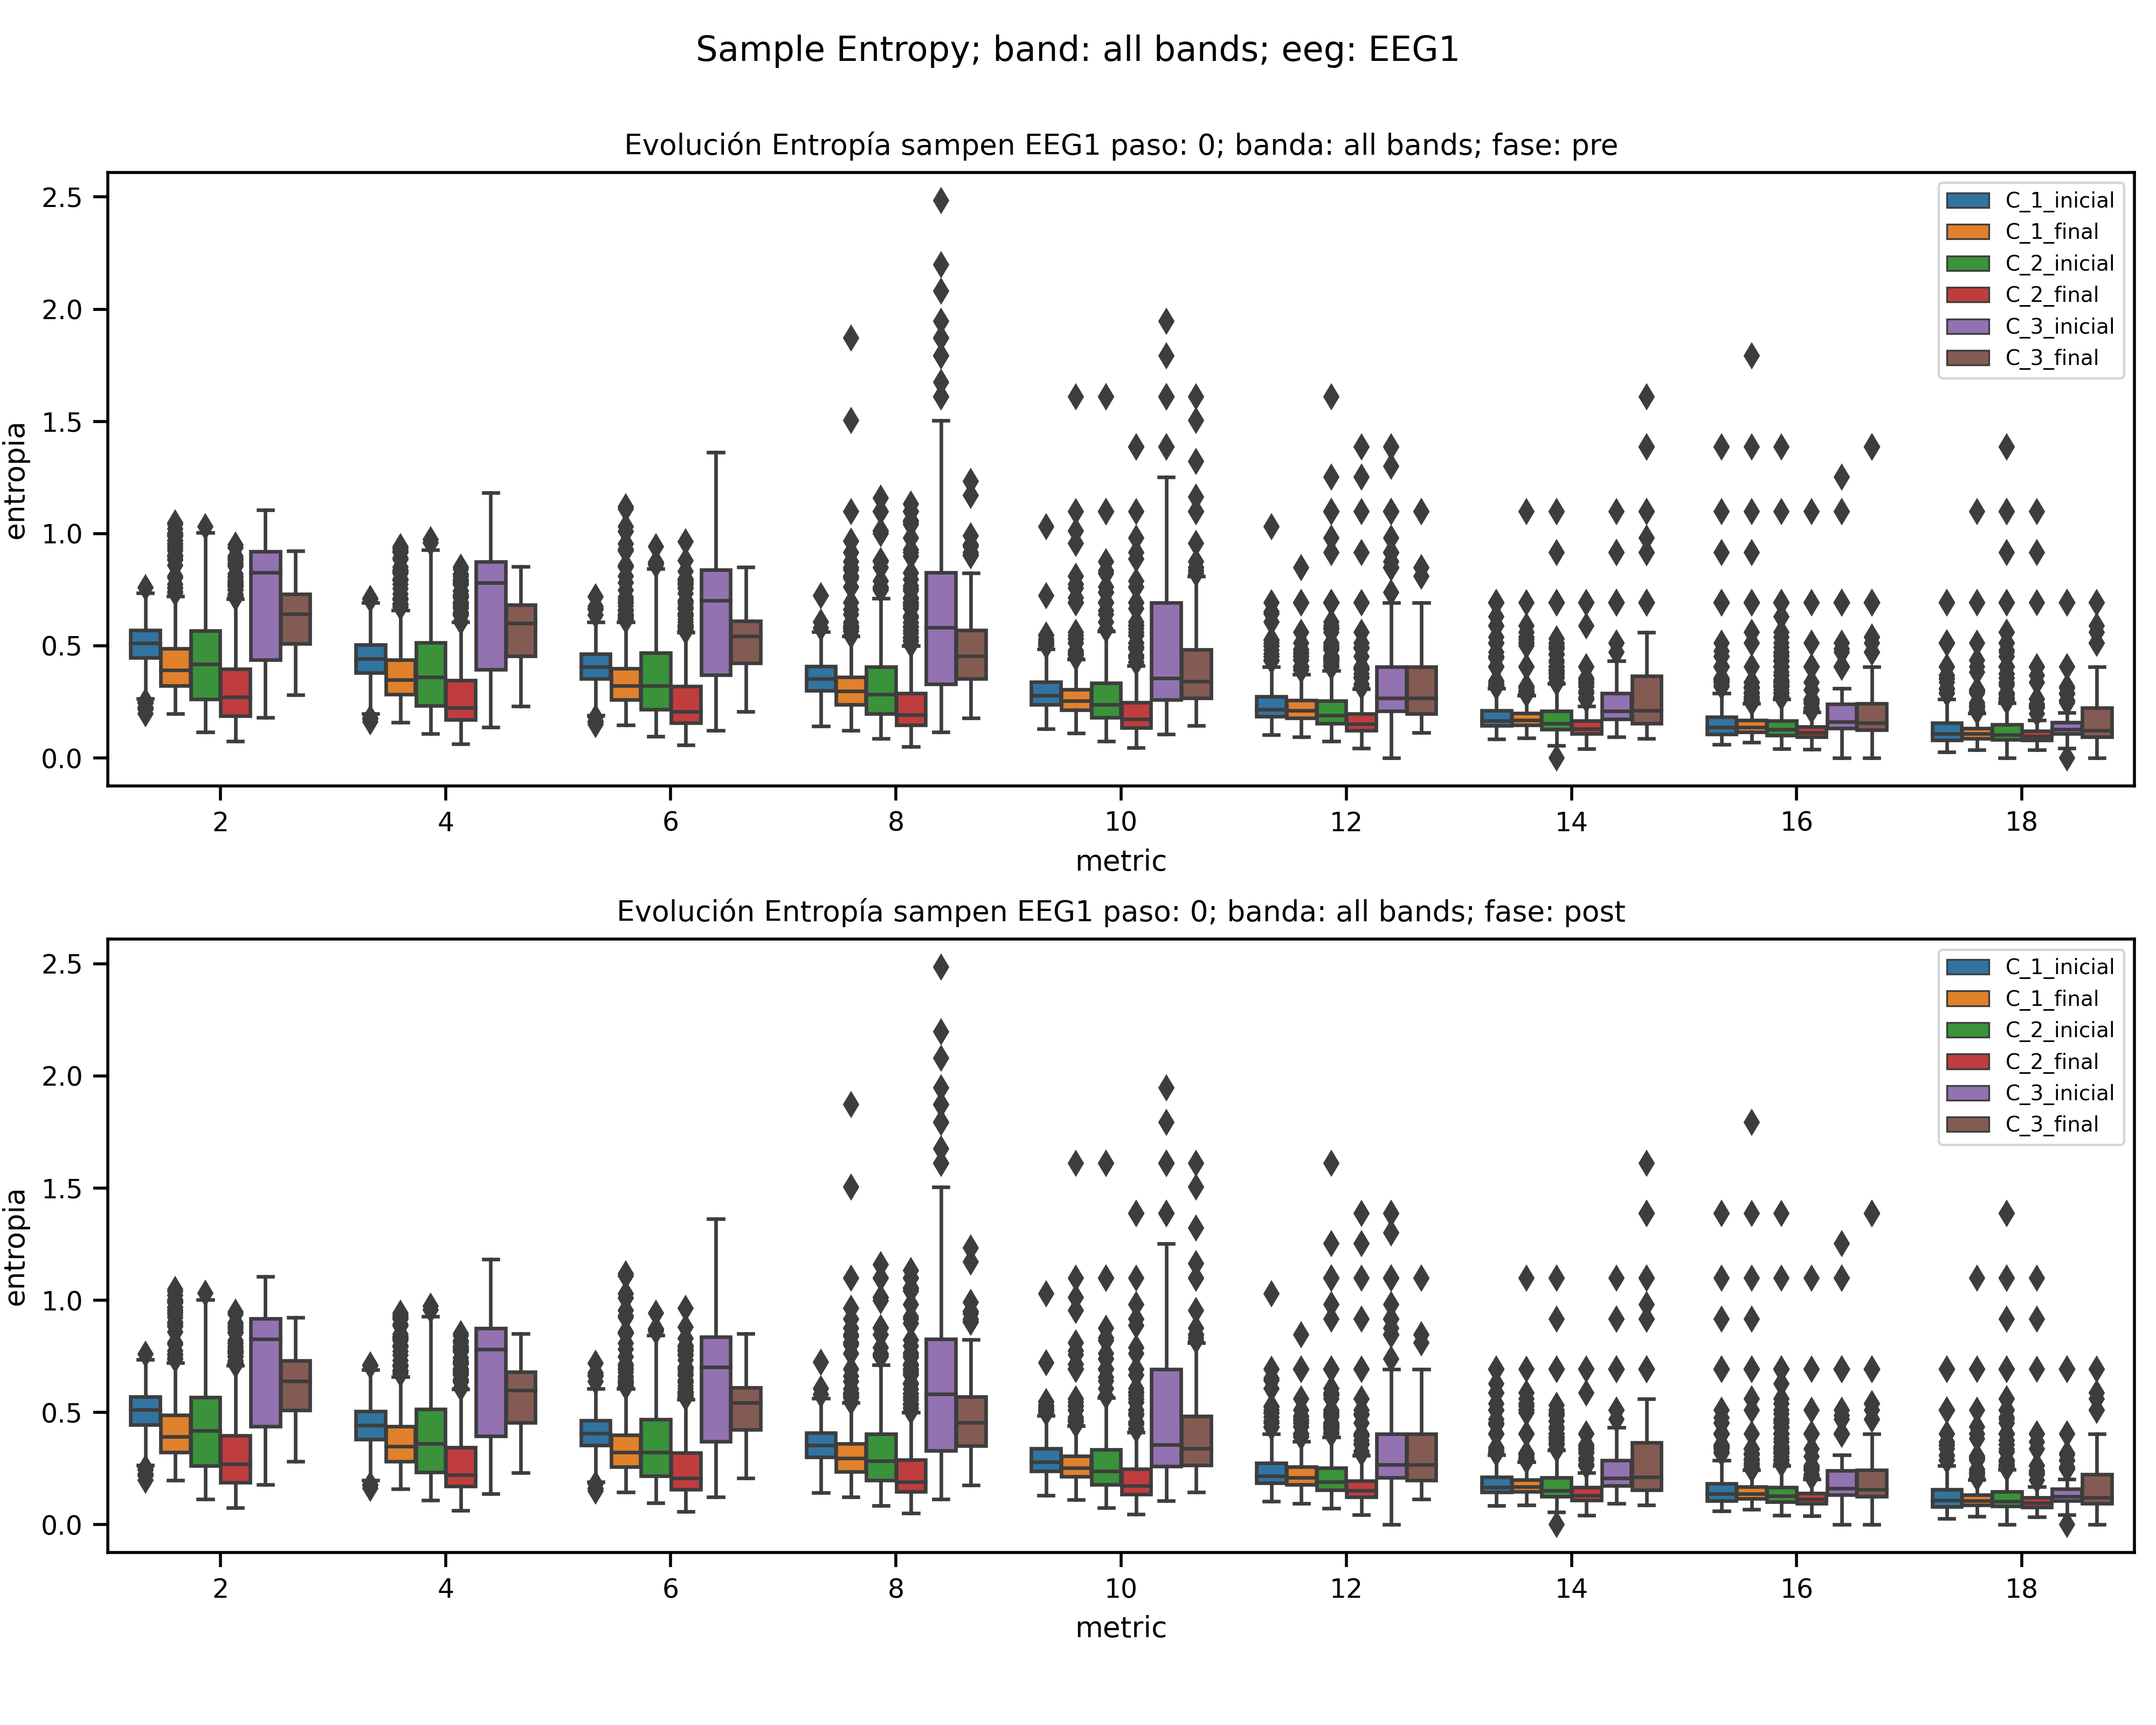 Sample Entropy; band: all bands; eeg: EEG1
Evolución Entropía sampen EEG1 paso: 0; banda: all bands; fase: pre
entropia
2.5
2.0
1.5
1.0
0.5
0.0
C_1_inicial
C_1_final
C_2_inicial
C_2_final
C_3_inicial
C_3_final
2 4 6 8 10 12 14 16 18
metric
Evolución Entropía sampen EEG1 paso: 0; banda: all bands; fase: post
entropia
2.5
2.0
1.5
1.0
0.5
0.0
C_1_inicial
C_1_final
C_2_inicial
C_2_final
C_3_inicial
C_3_final
2 4 6 8 10 12 14 16 18
metric